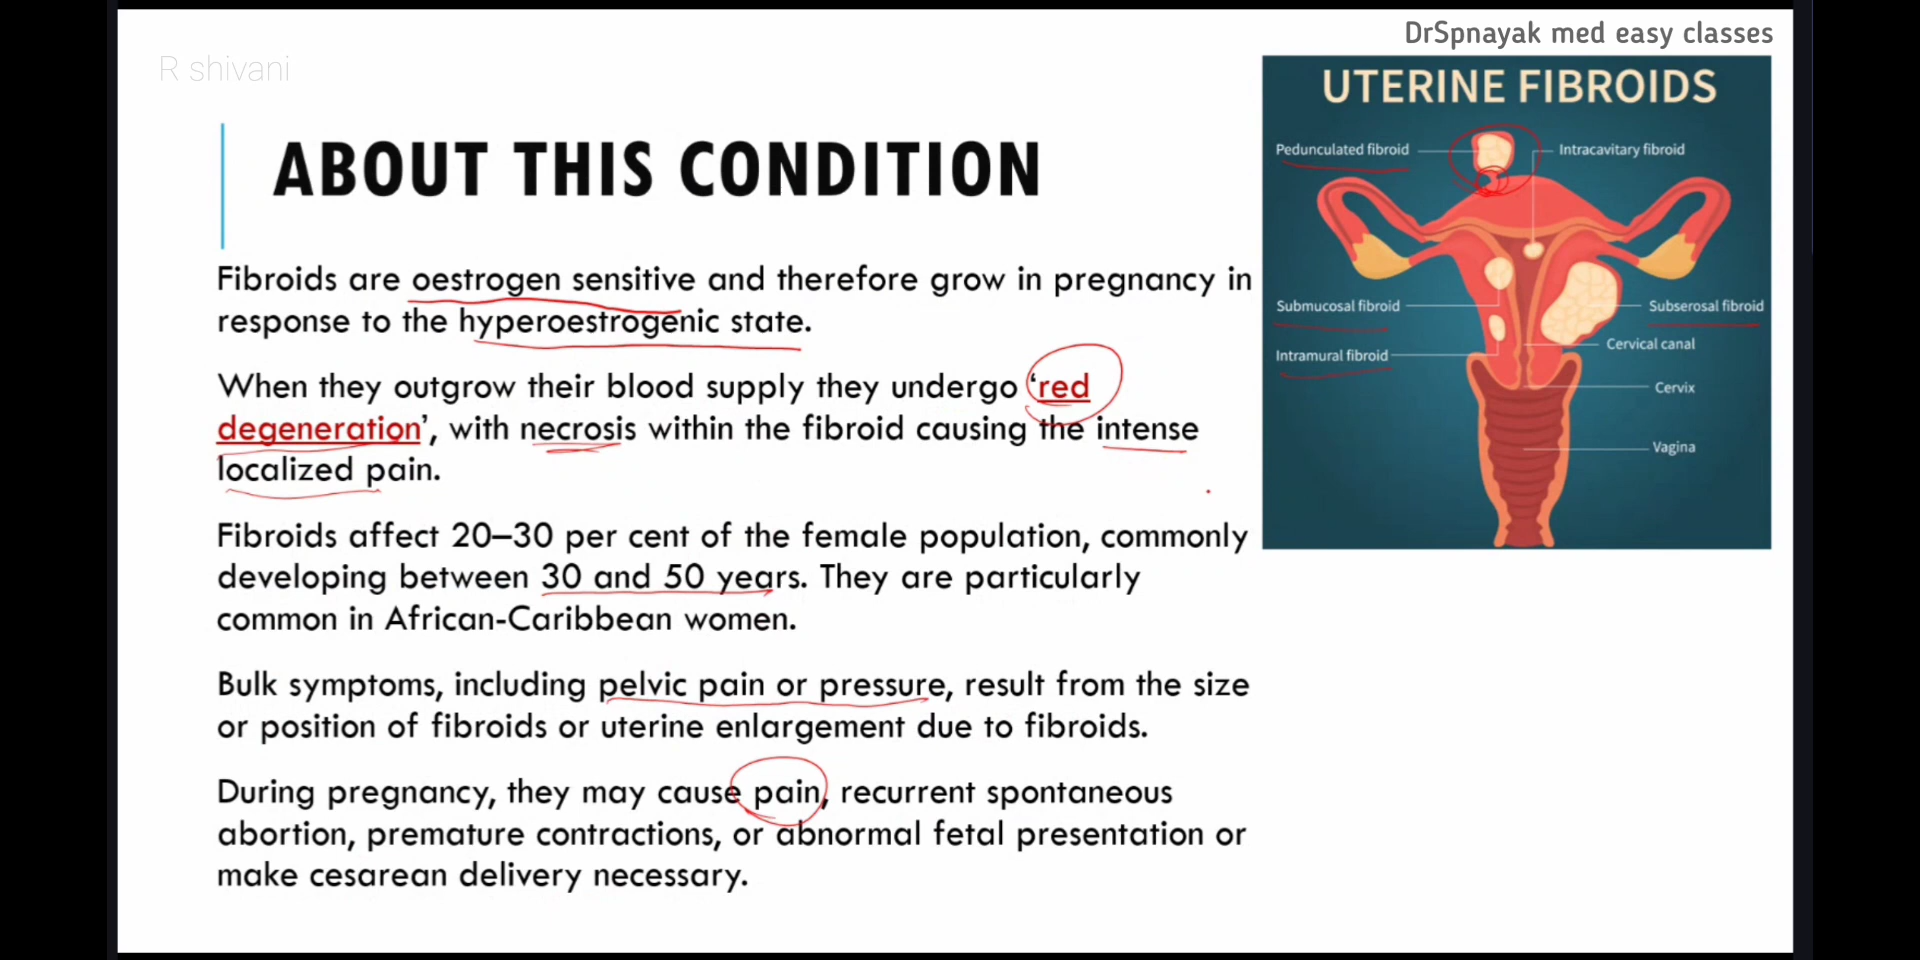 DrSpnayak med easy classes
R shivani
ABOUT THIS CONDITION
Fibroids are oestrogen sensitive and therefore grow in pregnancy in
response to the hyperoestrogenic state.
When they outgrow their blood supply they undergo ‘red
degeneration’, with necrosis within the fibroid causing the intense
localized pain.
Fibroids affect 20–30 per cent of the female population, commonly
developing between 30 and 50 years. They are particularly
common in African-Caribbean women.
Bulk symptoms, including pelvic pain or pressure, result from the size
or position of fibroids or uterine enlargement due to fibroids.
During pregnancy, they may cause pain, recurrent spontaneous
abortion, premature contractions, or abnormal fetal presentation or
make cesarean delivery necessary.
UTERINE FIBROIDS
Pedunculated fibroid
Intracavitary fibroid
Submucosal fibroid
Subserosal fibroid
Cervical canal
Intramural fibroid
Cervix
Vagina